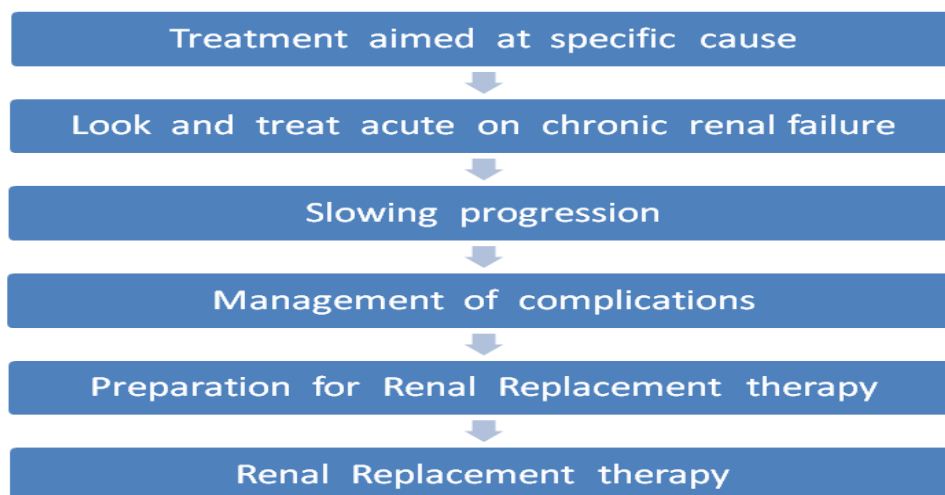 Treatment aimed at specific cause
Look and treat acute on chronic renal failure
Slowing progression
Management of complications
Preparation for Renal Replacement therapy
Renal Replacement therapy